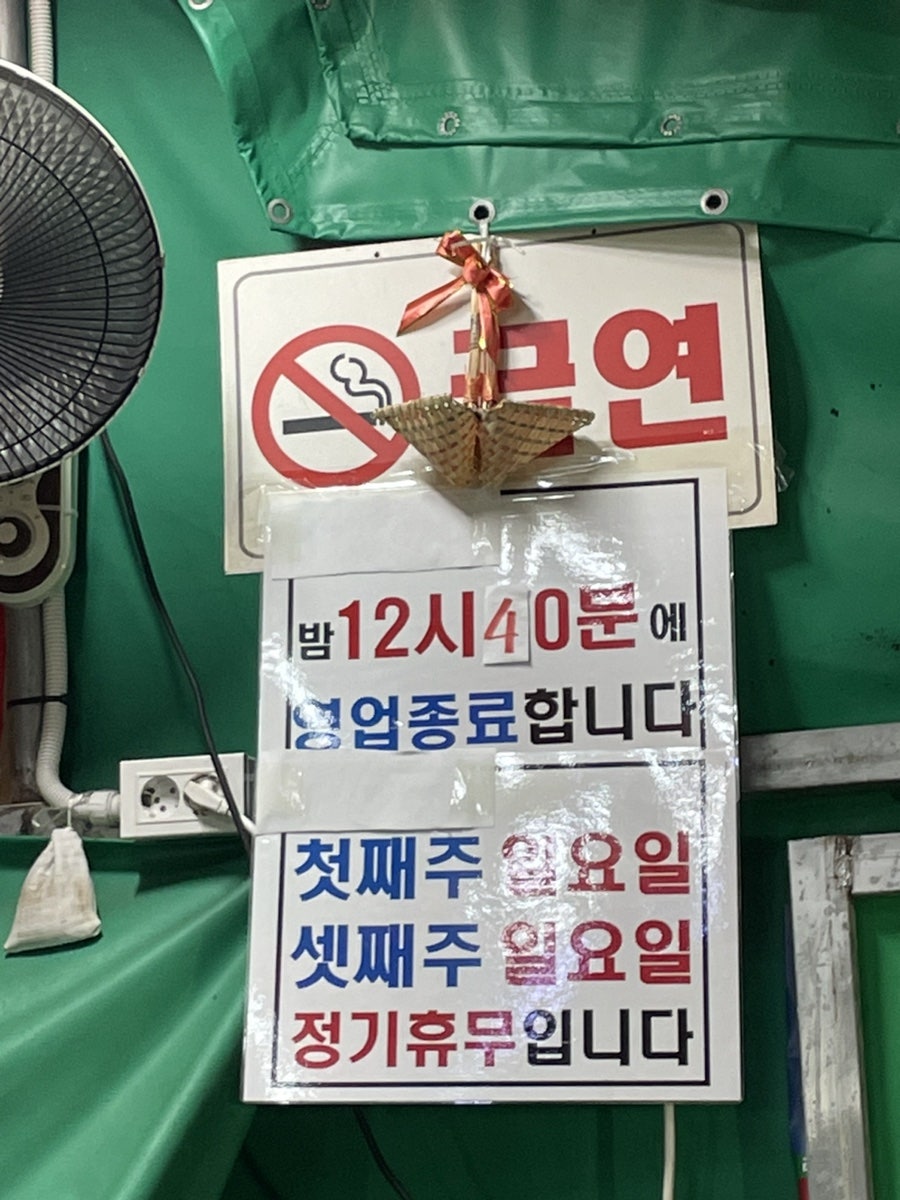 금연
밤 12시40분에
영업종료합니다
첫째주 일요일
셋째주 일요일
정기휴무입니다